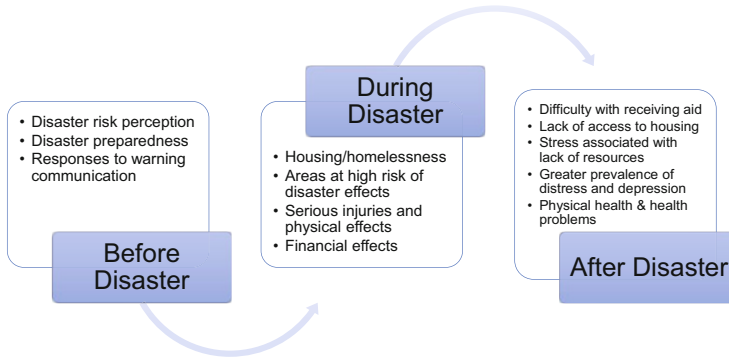 • Disaster risk perception
• Disaster preparedness
• Responses to warning
communication
Before
Disaster
During
Disaster
• Housing/homelessness
• Areas at high risk of
disaster effects
• Serious injuries and
physical effects
• Financial effects
• Difficulty with receiving aid
• Lack of access to housing
• Stress associated with
lack of resources
• Greater prevalence of
distress and depression
• Physical health & health
problems
After Disaster